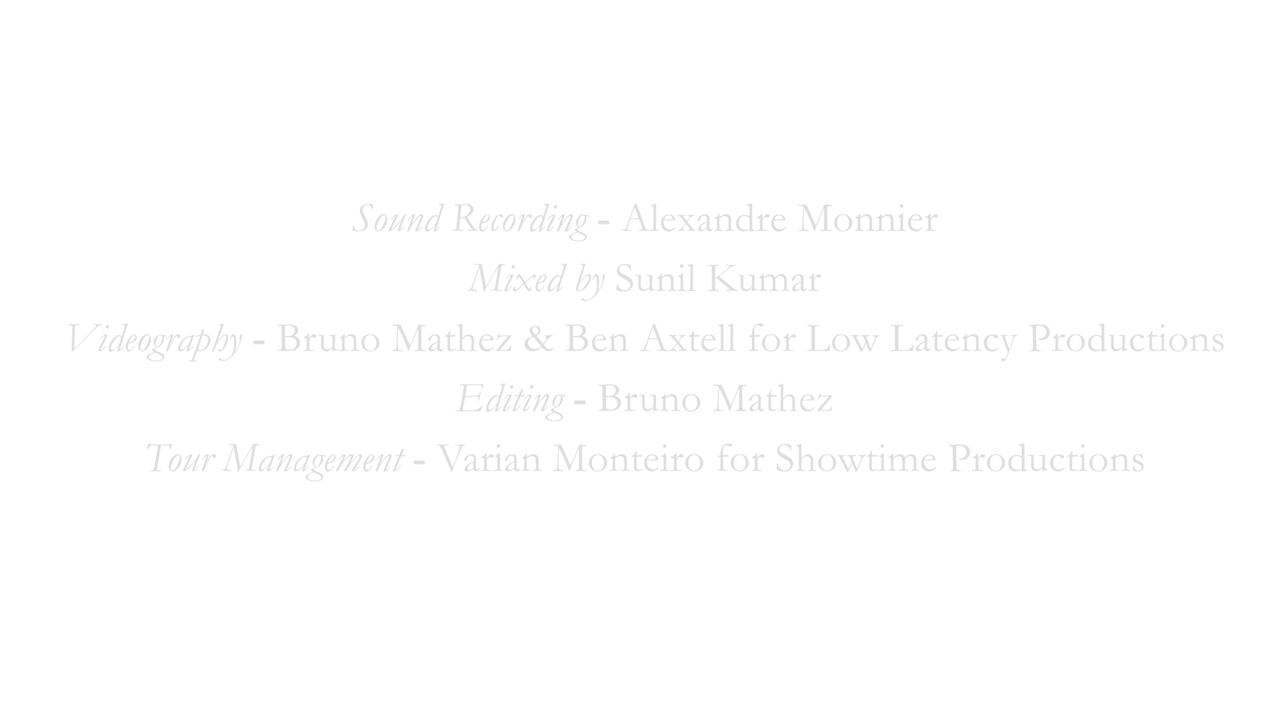 Sound Recording - Alexandre Monnier
Mixed by Sunil Kumar
Videography - Bruno Mathez & Ben Axtell for Low Latency Productions
Editing - Bruno Mathez
Tour Management - Varian Monteiro for Showtime Productions